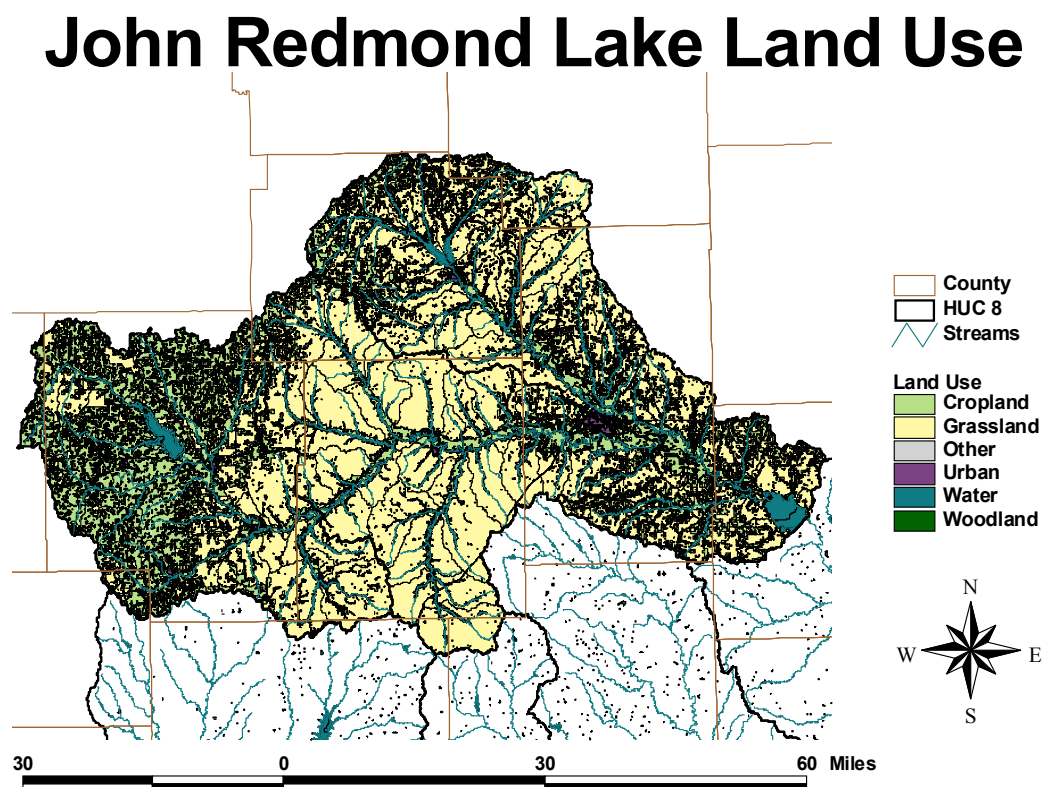 John Redmond Lake Land Use
County
HUC 8
Streams
Land Use
Cropland
Grassland
Other
Urban
Water
Woodland
N
W E
S
30 0 30 60 Miles